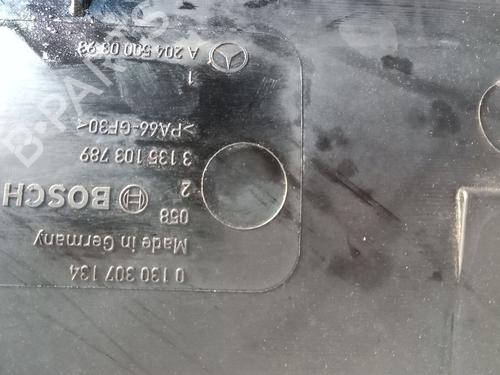 0 130 307 134
Made in Germany
058
2
BOSCH
3 135 103 789
>PA66-GF30<
1
A 204 500 03 93
B-PARTS